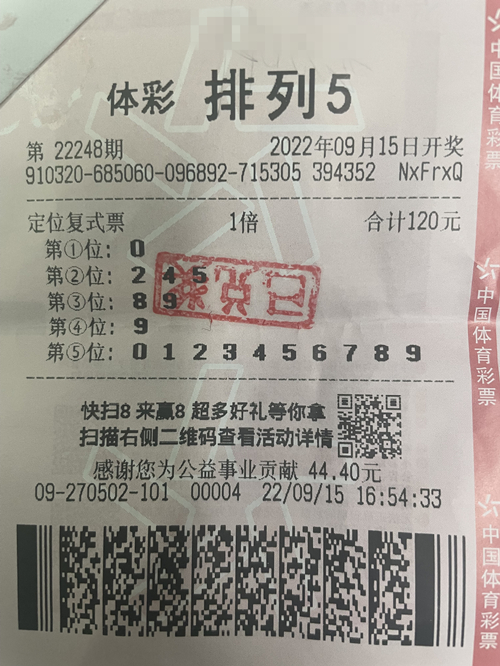 体彩 排列5
第 22248期 2022年09月15日开奖
910320-685060-096892-715305 394352 NxFrxQ
定位复式票 1倍 合计120元
第①位: 0
第②位: 2 4 5
第③位: 8 9
第④位: 9
第⑤位: 0 1 2 3 4 5 6 7 8 9
已兑奖
快扫8 来赢8 超多好礼等你拿
扫描右侧二维码查看活动详情
感谢您为公益事业贡献 44.40元
09-270502-101 00004 22/09/15 16:54:33
中国体育彩票
中国体育彩票
中国体育彩票